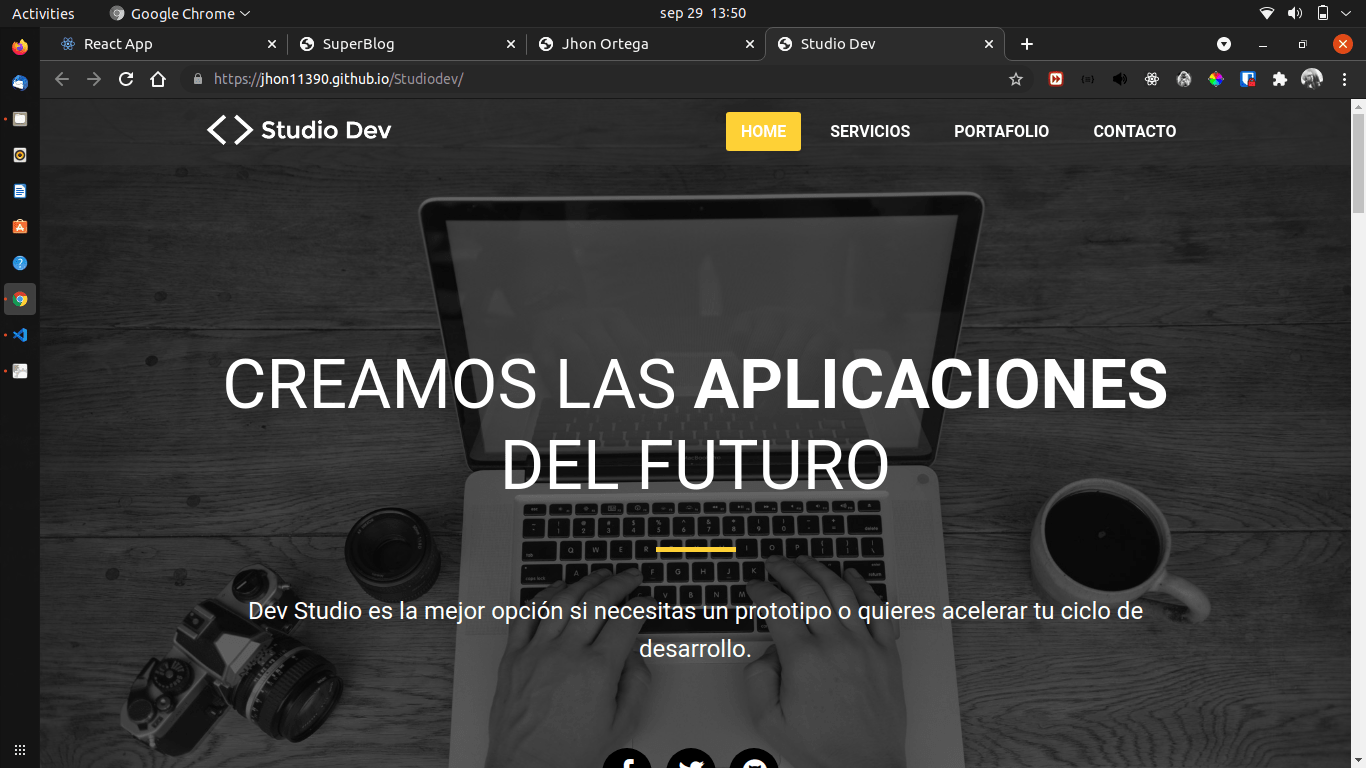 Activities
Google Chrome
sep 29 13:50
React App
SuperBlog
Jhon Ortega
Studio Dev
https://jhon11390.github.io/Studiodev/
<> Studio Dev
HOME
SERVICIOS
PORTAFOLIO
CONTACTO
CREAMOS LAS APLICACIONES
DEL FUTURO
Dev Studio es la mejor opción si necesitas un prototipo o quieres acelerar tu ciclo de
desarrollo.